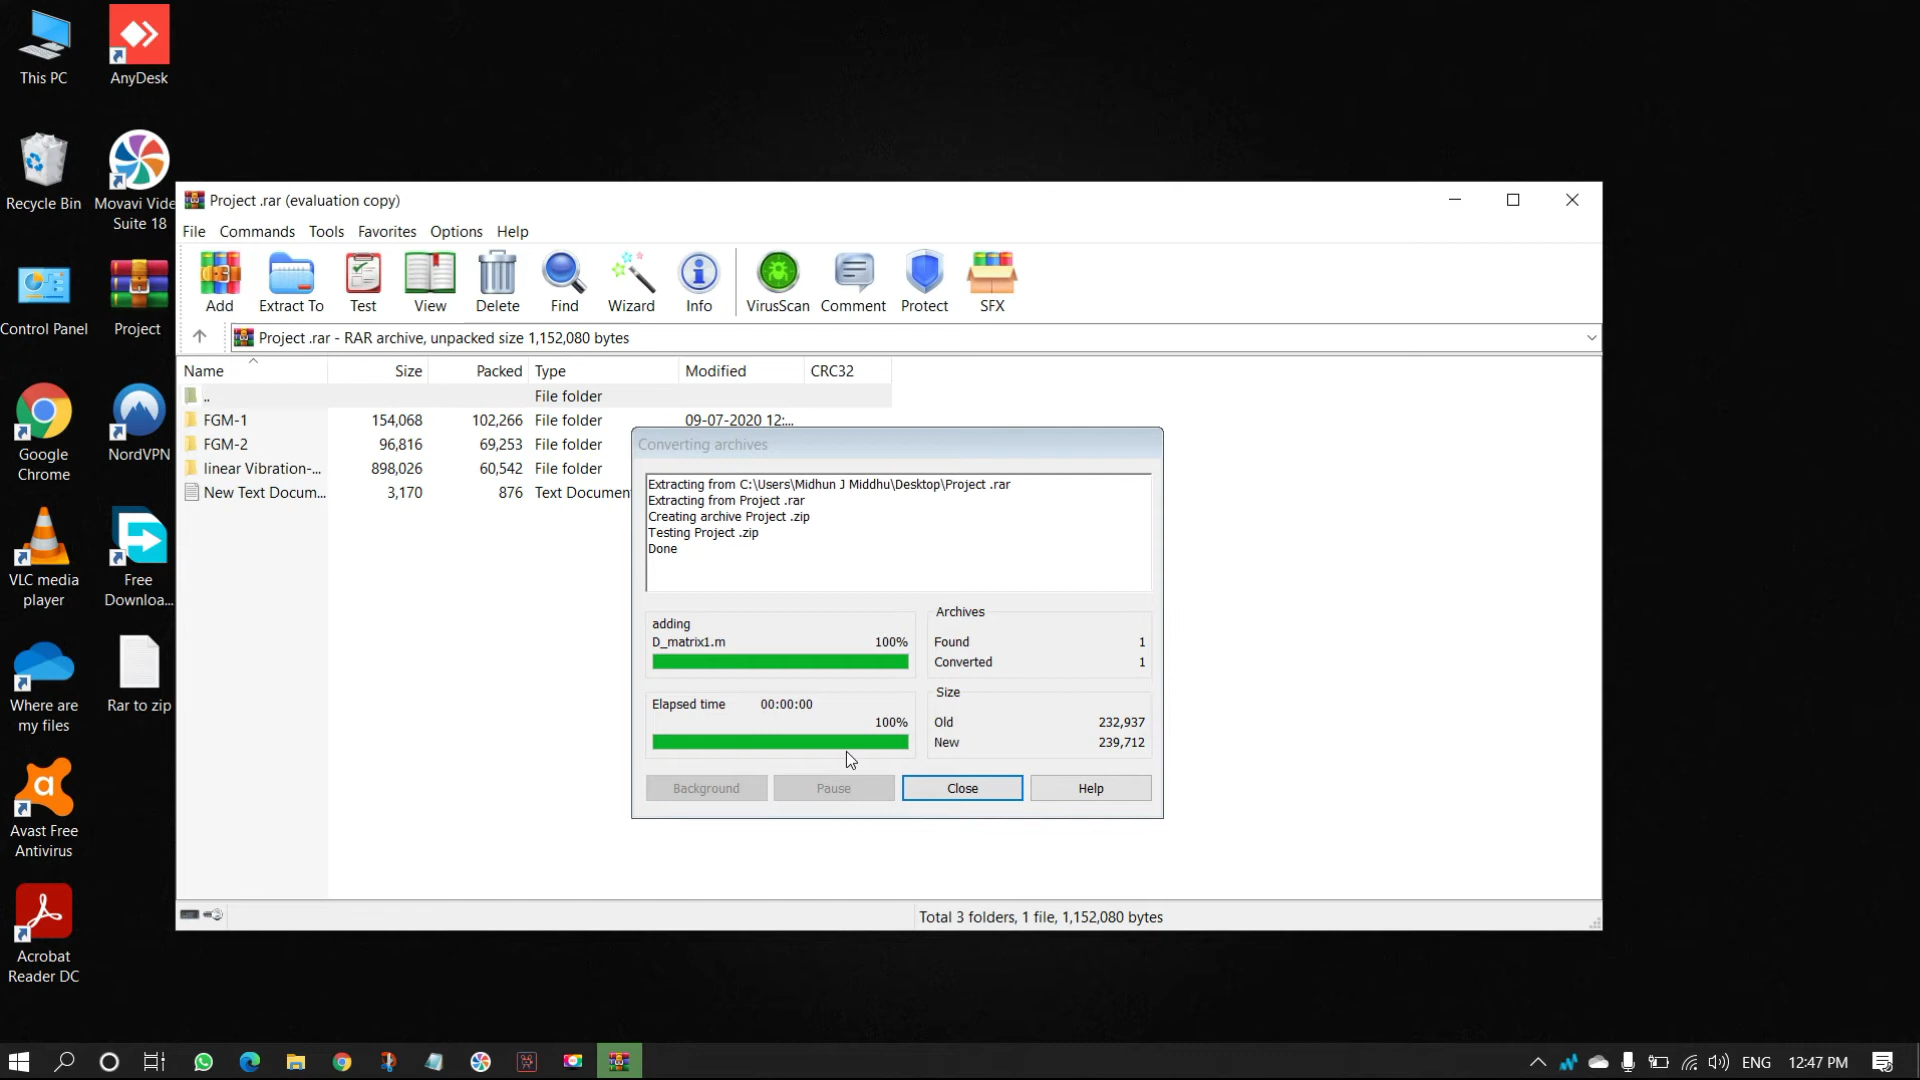 This PC
AnyDesk
Recycle Bin
Movavi Vide
Suite 18
Control Panel
Project
Google
Chrome
NordVPN
VLC media
player
Free
Downloa...
Where are
my files
Rar to zip
Avast Free
Antivirus
Acrobat
Reader DC
Project .rar (evaluation copy)
File Commands Tools Favorites Options Help
Add Extract To Test View Delete Find Wizard Info VirusScan Comment Protect SFX
Project .rar - RAR archive, unpacked size 1,152,080 bytes
Name Size Packed Type Modified CRC32
.. File folder
FGM-1 154,068 102,266 File folder 09-07-2020 12:...
FGM-2 96,816 69,253 File folder
linear Vibration-... 898,026 60,542 File folder
New Text Docum... 3,170 876 Text Documen
Converting archives
Extracting from C:\Users\Midhun J Middhu\Desktop\Project .rar
Extracting from Project .rar
Creating archive Project .zip
Testing Project .zip
Done
adding
D_matrix1.m 100%
Elapsed time 00:00:00
100%
Archives
Found 1
Converted 1
Size
Old 232,937
New 239,712
Background Pause Close Help
Total 3 folders, 1 file, 1,152,080 bytes
ENG 12:47 PM